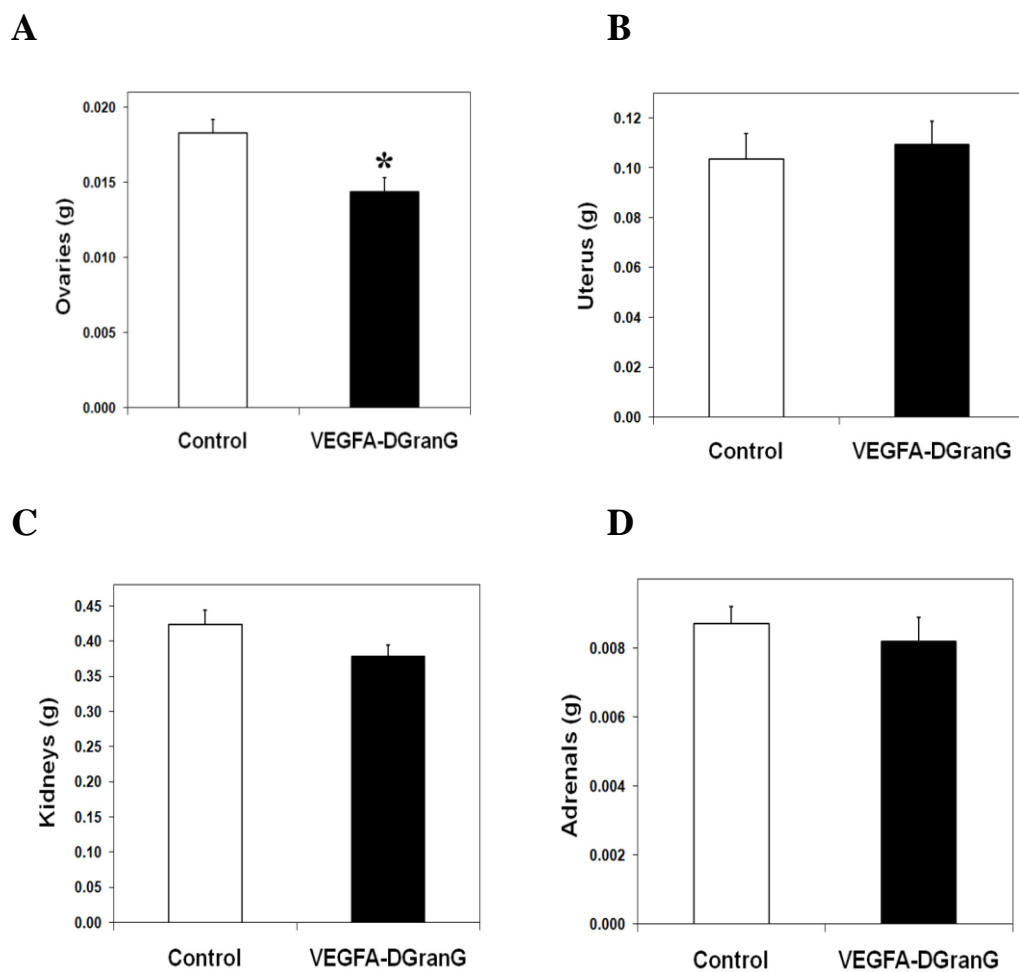 A
B
0.020
0.015
0.010
0.005
0.000
Ovaries (g)
*
Control
VEGFA-DGranG
0.12
0.10
0.08
0.06
0.04
0.02
0.00
Uterus (g)
Control
VEGFA-DGranG
C
D
0.45
0.40
0.35
0.30
0.25
0.20
0.15
0.10
0.05
0.00
Kidneys (g)
Control
VEGFA-DGranG
0.008
0.006
0.004
0.002
0.000
Adrenals (g)
Control
VEGFA-DGranG